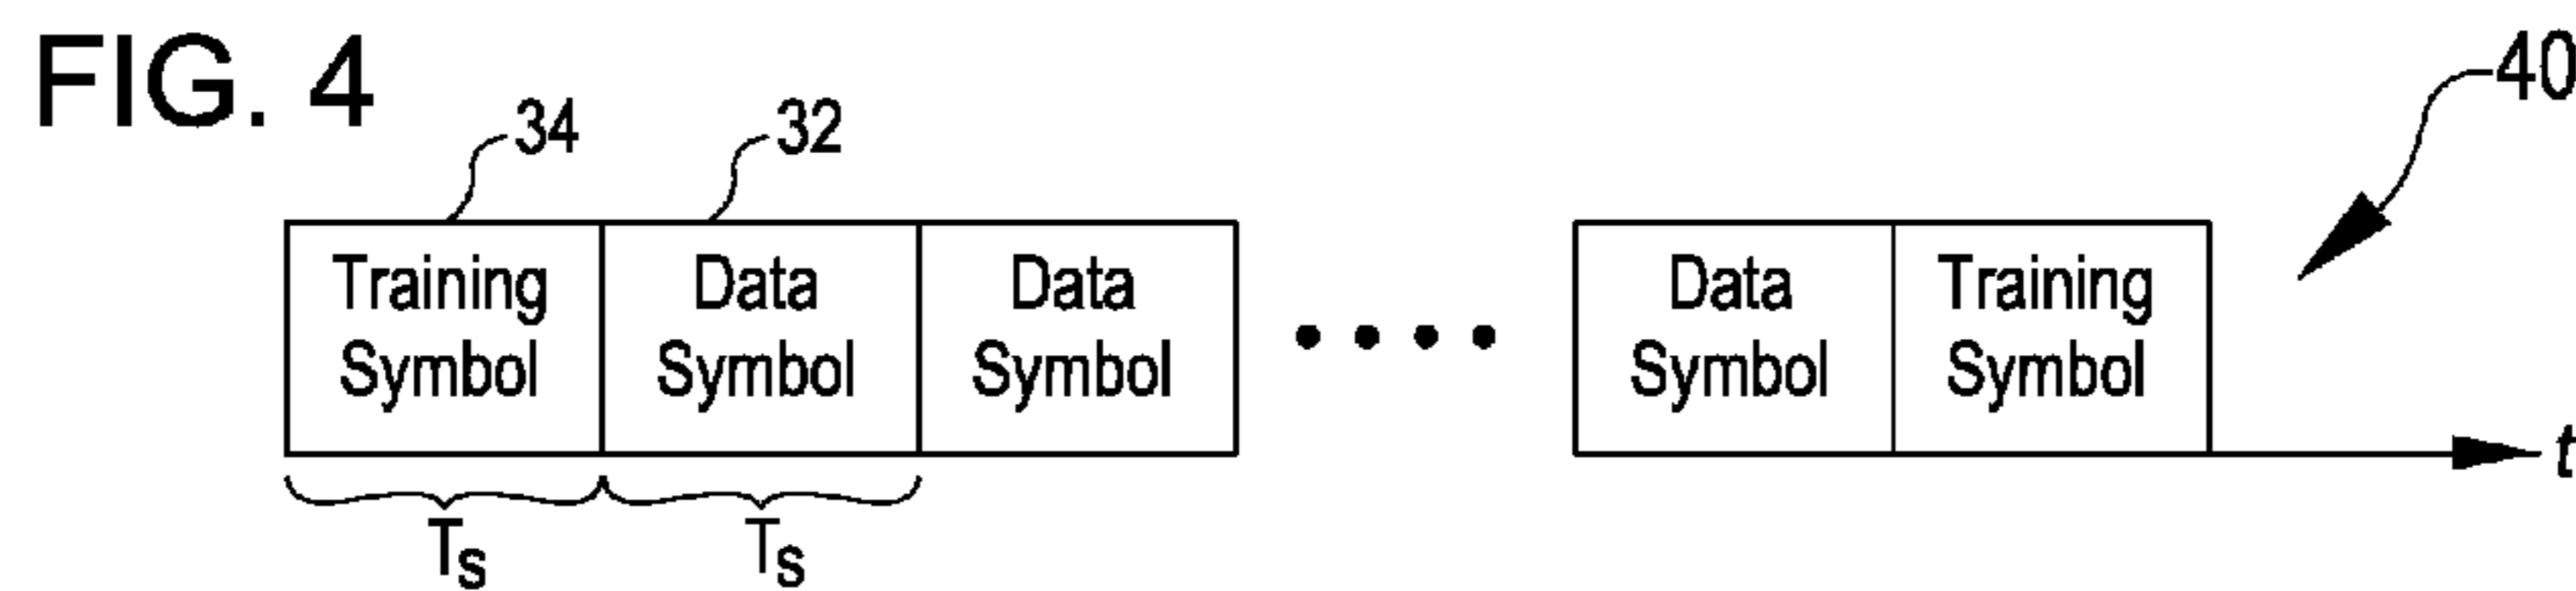 FIG. 4
34
32
40
Training Symbol
Data Symbol
Data Symbol
Data Symbol
Training Symbol
t
Ts
Ts